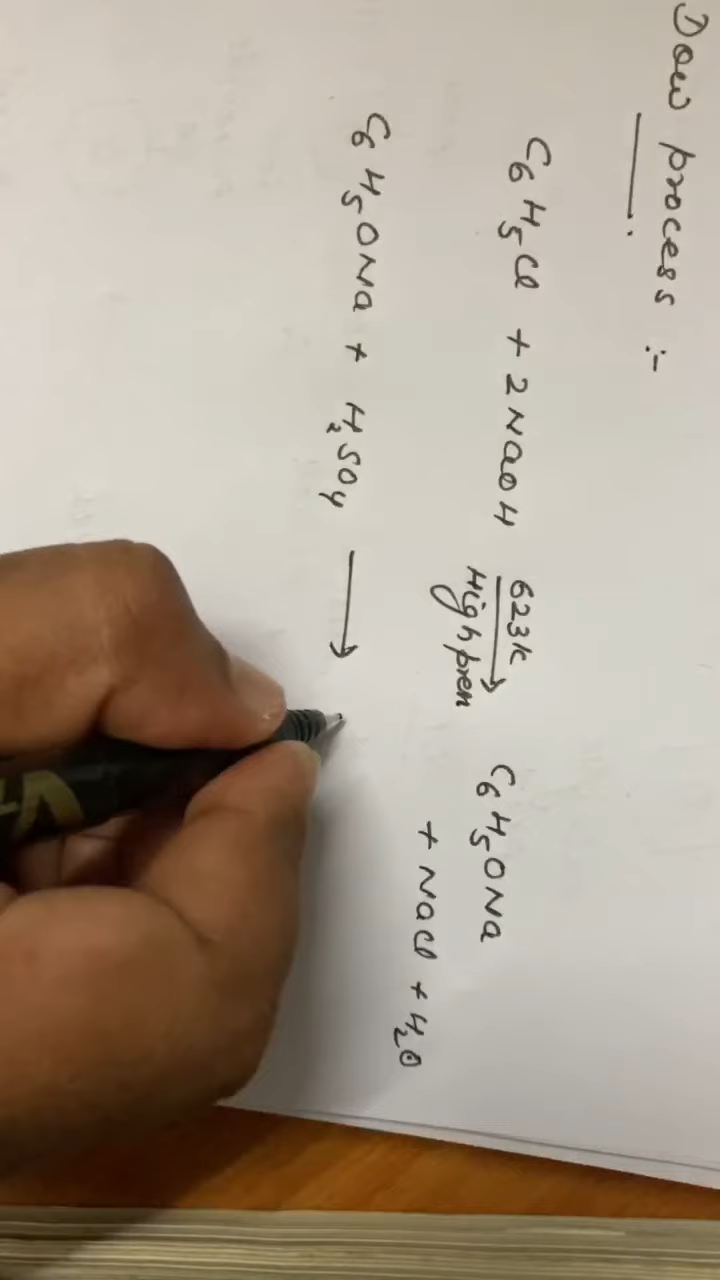 Dow process :-
C6H5Cl + 2NaOH 623K High pren C6H5ONa
+ NaCl + H2O
C6H5ONa + H2SO4 →